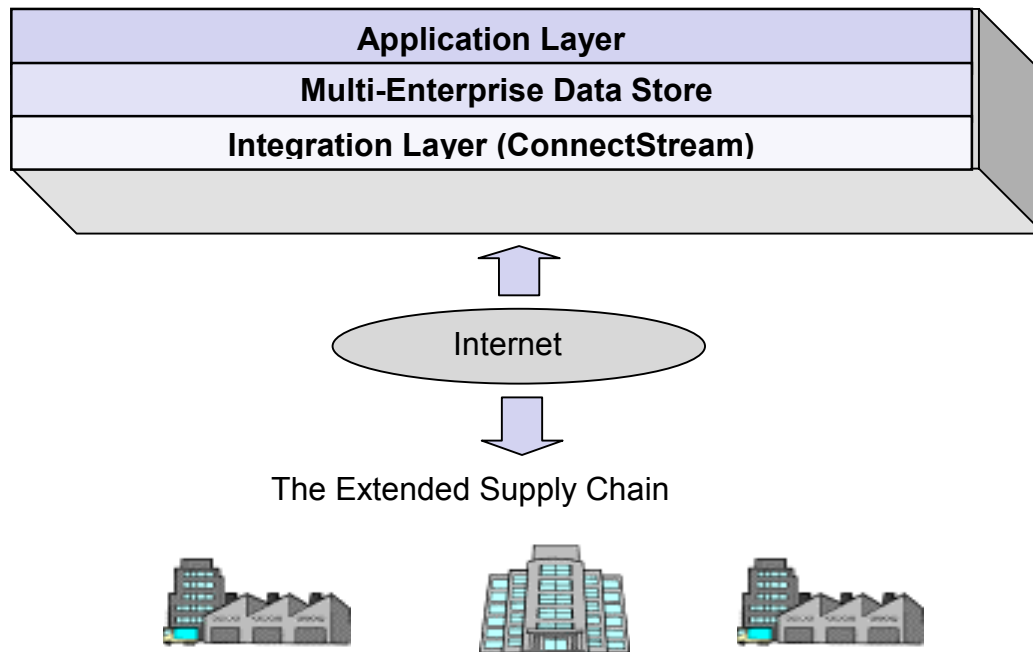 Application Layer
Multi-Enterprise Data Store
Integration Layer (ConnectStream)
Internet
The Extended Supply Chain